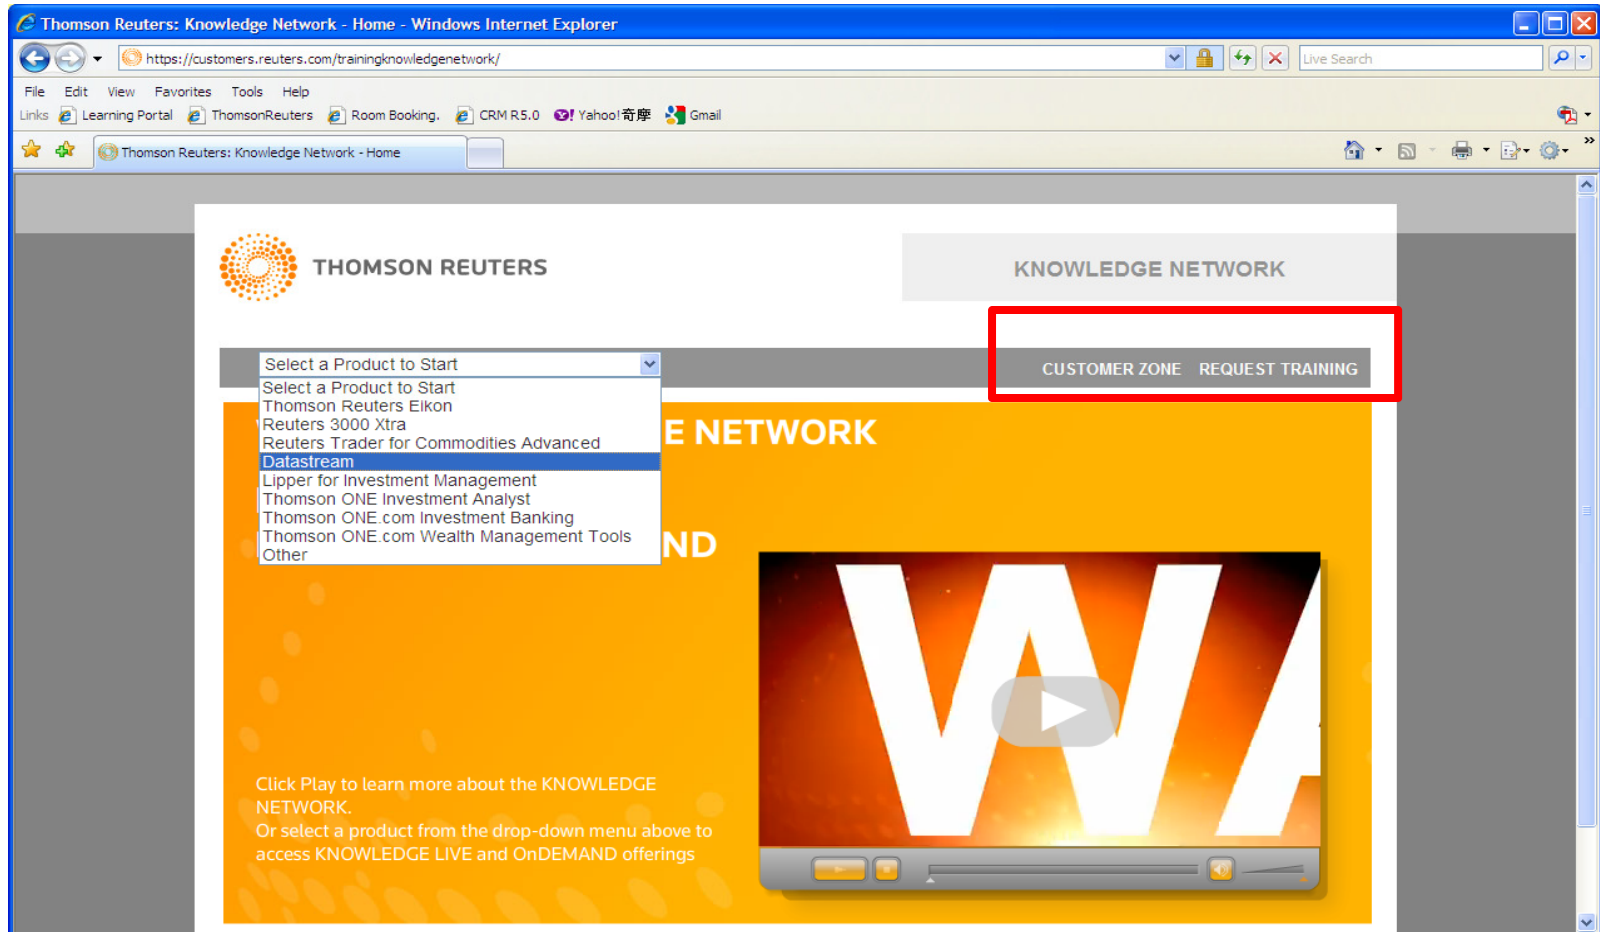 Thomson Reuters: Knowledge Network - Home - Windows Internet Explorer
https://customers.reuters.com/trainingknowledgenetwork/
Live Search
File Edit View Favorites Tools Help
Links Learning Portal ThomsonReuters Room Booking. CRM R5.0 Yahoo!奇摩 Gmail
Thomson Reuters: Knowledge Network - Home
THOMSON REUTERS
KNOWLEDGE NETWORK
Select a Product to Start
CUSTOMER ZONE REQUEST TRAINING
Select a Product to Start
Thomson Reuters Eikon
Reuters 3000 Xtra
Reuters Trader for Commodities Advanced
Datastream
Lipper for Investment Management
Thomson ONE Investment Analyst
Thomson ONE.com Investment Banking
Thomson ONE.com Wealth Management Tools
Other
E NETWORK
ND
WA
Click Play to learn more about the KNOWLEDGE
NETWORK.
Or select a product from the drop-down menu above to
access KNOWLEDGE LIVE and OnDEMAND offerings